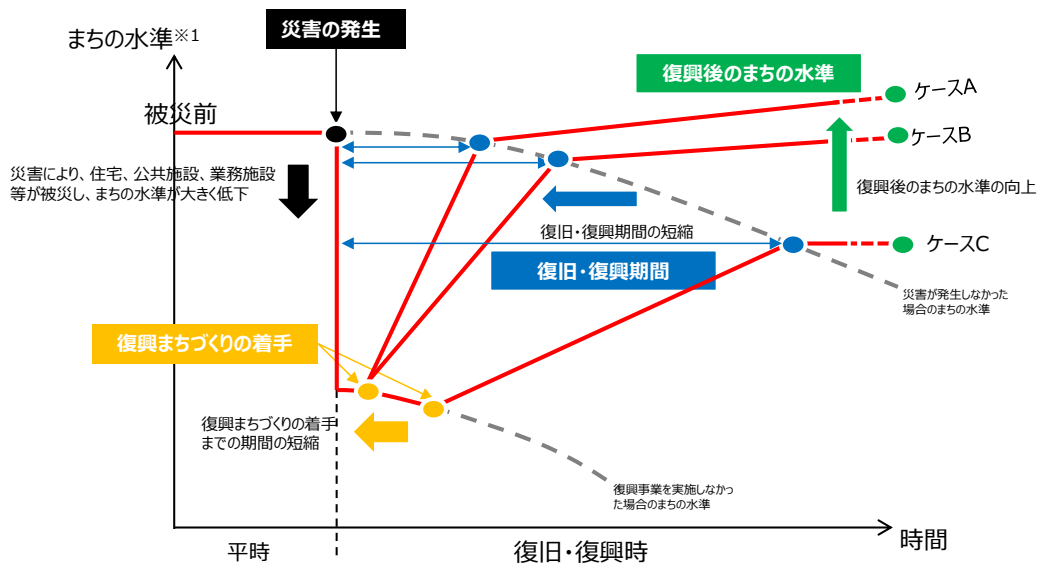 災害の発生
まちの水準※1
復興後のまちの水準
ケースA
被災前
ケースB
災害により、住宅、公共施設、業務施設
等が被災し、まちの水準が大きく低下
復興後のまちの水準の向上
復旧・復興期間の短縮
ケースC
復旧・復興期間
災害が発生しなかった
場合のまちの水準
復興まちづくりの着手
復興まちづくりの着手
までの期間の短縮
復興事業を実施しなかっ
た場合のまちの水準
時間
平時
復旧・復興時